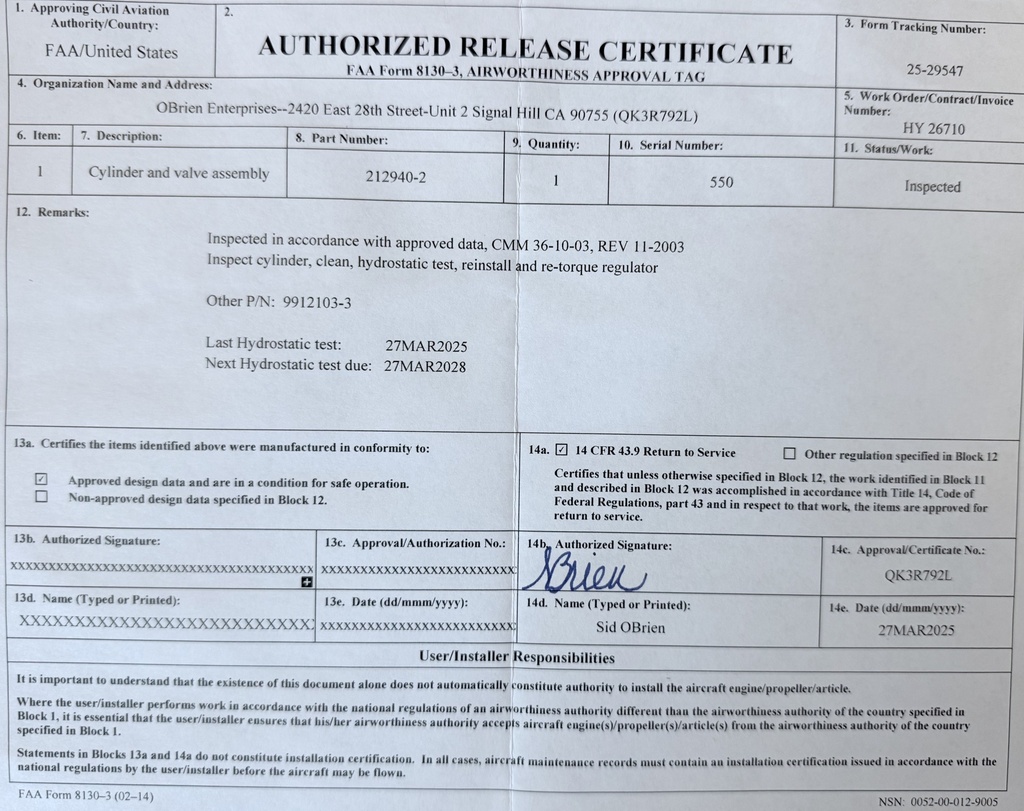 1. Approving Civil Aviation
Authority/Country:
FAA/United States
2.
AUTHORIZED RELEASE CERTIFICATE
FAA Form 8130–3, AIRWORTHINESS APPROVAL TAG
3. Form Tracking Number:
25-29547
4. Organization Name and Address:
OBrien Enterprises--2420 East 28th Street-Unit 2 Signal Hill CA 90755 (QK3R792L)
5. Work Order/Contract/Invoice
Number:
HY 26710
6. Item:
7. Description:
8. Part Number:
9. Quantity:
10. Serial Number:
11. Status/Work:
1
Cylinder and valve assembly
212940-2
1
550
Inspected
12. Remarks:
Inspected in accordance with approved data, CMM 36-10-03, REV 11-2003
Inspect cylinder, clean, hydrostatic test, reinstall and re-torque regulator
Other P/N: 9912103-3
Last Hydrostatic test: 27MAR2025
Next Hydrostatic test due: 27MAR2028
13a. Certifies the items identified above were manufactured in conformity to:
Approved design data and are in a condition for safe operation.
Non-approved design data specified in Block 12.
14a. 14 CFR 43.9 Return to Service
Other regulation specified in Block 12
Certifies that unless otherwise specified in Block 12, the work identified in Block 11
and described in Block 12 was accomplished in accordance with Title 14, Code of
Federal Regulations, part 43 and in respect to that work, the items are approved for
return to service.
13b. Authorized Signature:
XXXXXXXXXXXXXXXXXXXXXXXXXXXXXXXXXXXXXX
13c. Approval/Authorization No.:
XXXXXXXXXXXXXXXXXXXXXXXX
14b. Authorized Signature:
SBrien
14c. Approval/Certificate No.:
QK3R792L
13d. Name (Typed or Printed):
XXXXXXXXXXXXXXXXXXXXXXXXXX
13e. Date (dd/mmm/yyyy):
XXXXXXXXXXXXXXXXXXXXXXXX
14d. Name (Typed or Printed):
Sid OBrien
14e. Date (dd/mmm/yyyy):
27MAR2025
User/Installer Responsibilities
It is important to understand that the existence of this document alone does not automatically constitute authority to install the aircraft engine/propeller/article.
Where the user/installer performs work in accordance with the national regulations of an airworthiness authority different than the airworthiness authority of the country specified in
Block 1, it is essential that the user/installer ensures that his/her airworthiness authority accepts aircraft engine(s)/propeller(s)/article(s) from the airworthiness authority of the country
specified in Block 1.
Statements in Blocks 13a and 14a do not constitute installation certification. In all cases, aircraft maintenance records must contain an installation certification issued in accordance with the
national regulations by the user/installer before the aircraft may be flown.
FAA Form 8130–3 (02–14)
NSN: 0052-00-012-9005